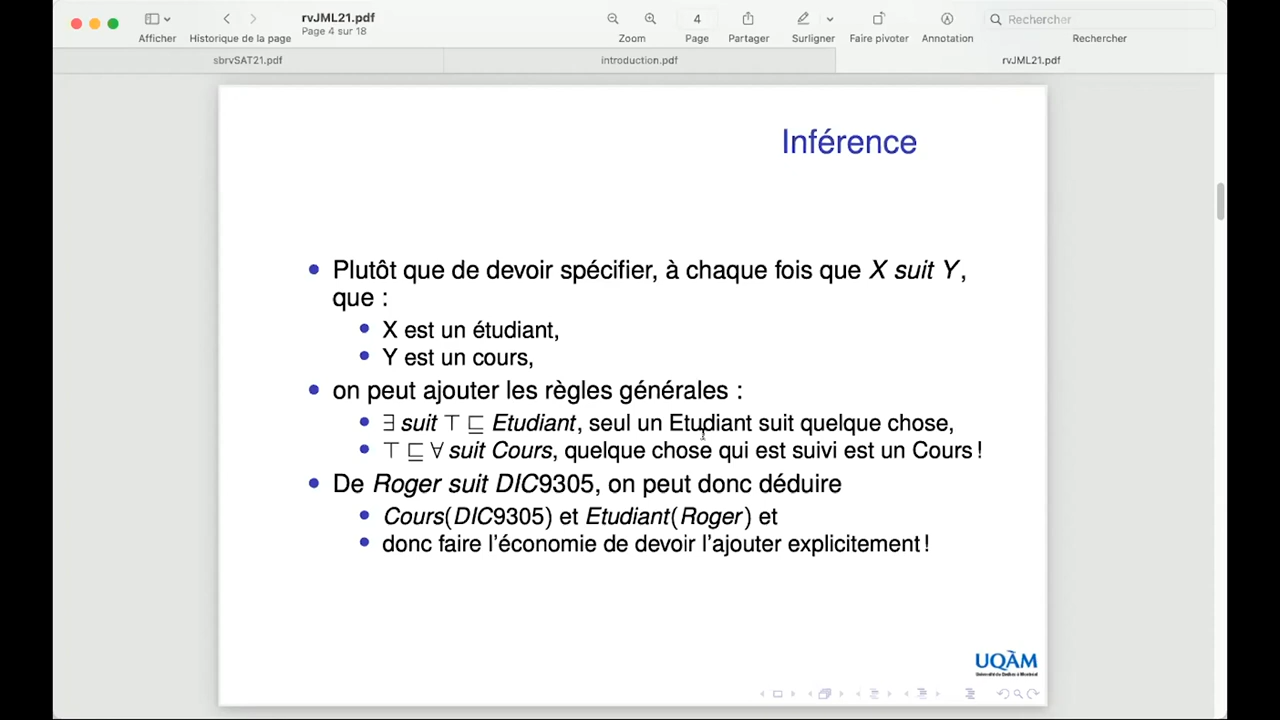 rvJML21.pdf
Page 4 sur 18
4
Rechercher
Afficher
Historique de la page
Zoom
Page
Partager
Surligner
Faire pivoter
Annotation
Rechercher
sbrvSAT21.pdf
introduction.pdf
rvJML21.pdf
Inférence
• Plutôt que de devoir spécifier, à chaque fois que X suit Y,
que :
• X est un étudiant,
• Y est un cours,
• on peut ajouter les règles générales :
• ∃ suit ⊤ ⊑ Etudiant, seul un Etudiant suit quelque chose,
• ⊤ ⊑ ∀ suit Cours, quelque chose qui est suivi est un Cours !
• De Roger suit DIC9305, on peut donc déduire
• Cours(DIC9305) et Etudiant(Roger) et
• donc faire l'économie de devoir l'ajouter explicitement !
UQÀM
Université du Québec à Montréal